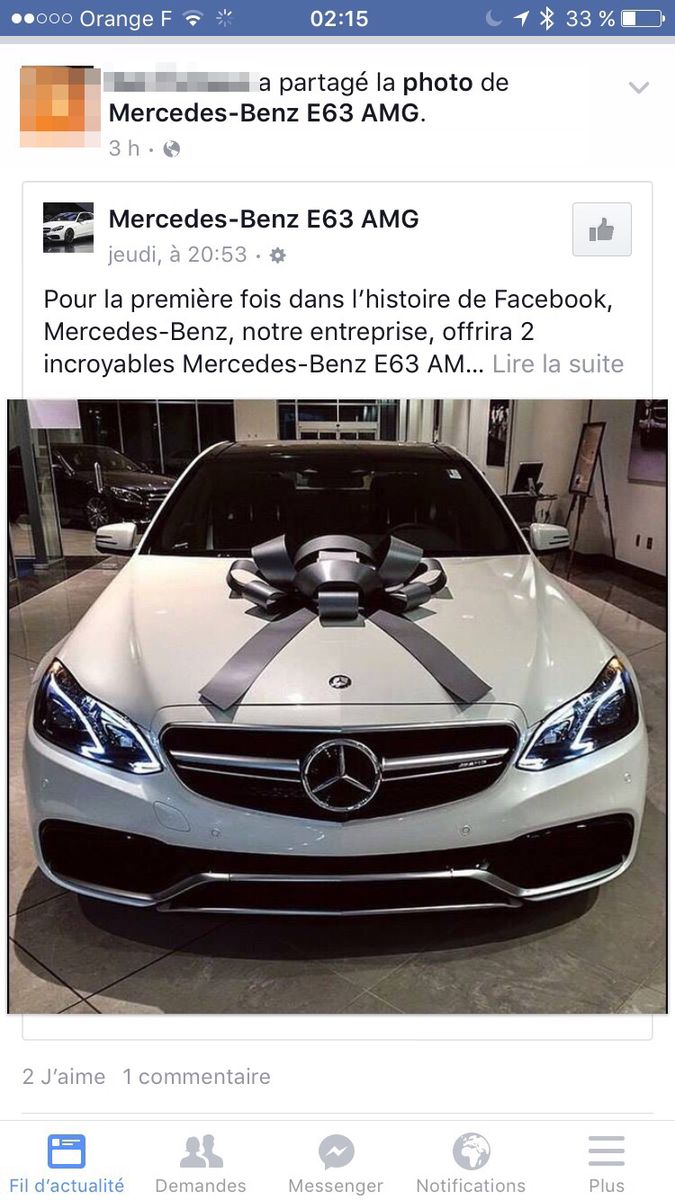 Orange F 02:15 33 %
a partagé la photo de
Mercedes-Benz E63 AMG.
3 h
Mercedes-Benz E63 AMG
jeudi, à 20:53
Pour la première fois dans l’histoire de Facebook,
Mercedes-Benz, notre entreprise, offrira 2
incroyables Mercedes-Benz E63 AM... Lire la suite
AMG
2 J’aime 1 commentaire
Fil d’actualité Demandes Messenger Notifications Plus